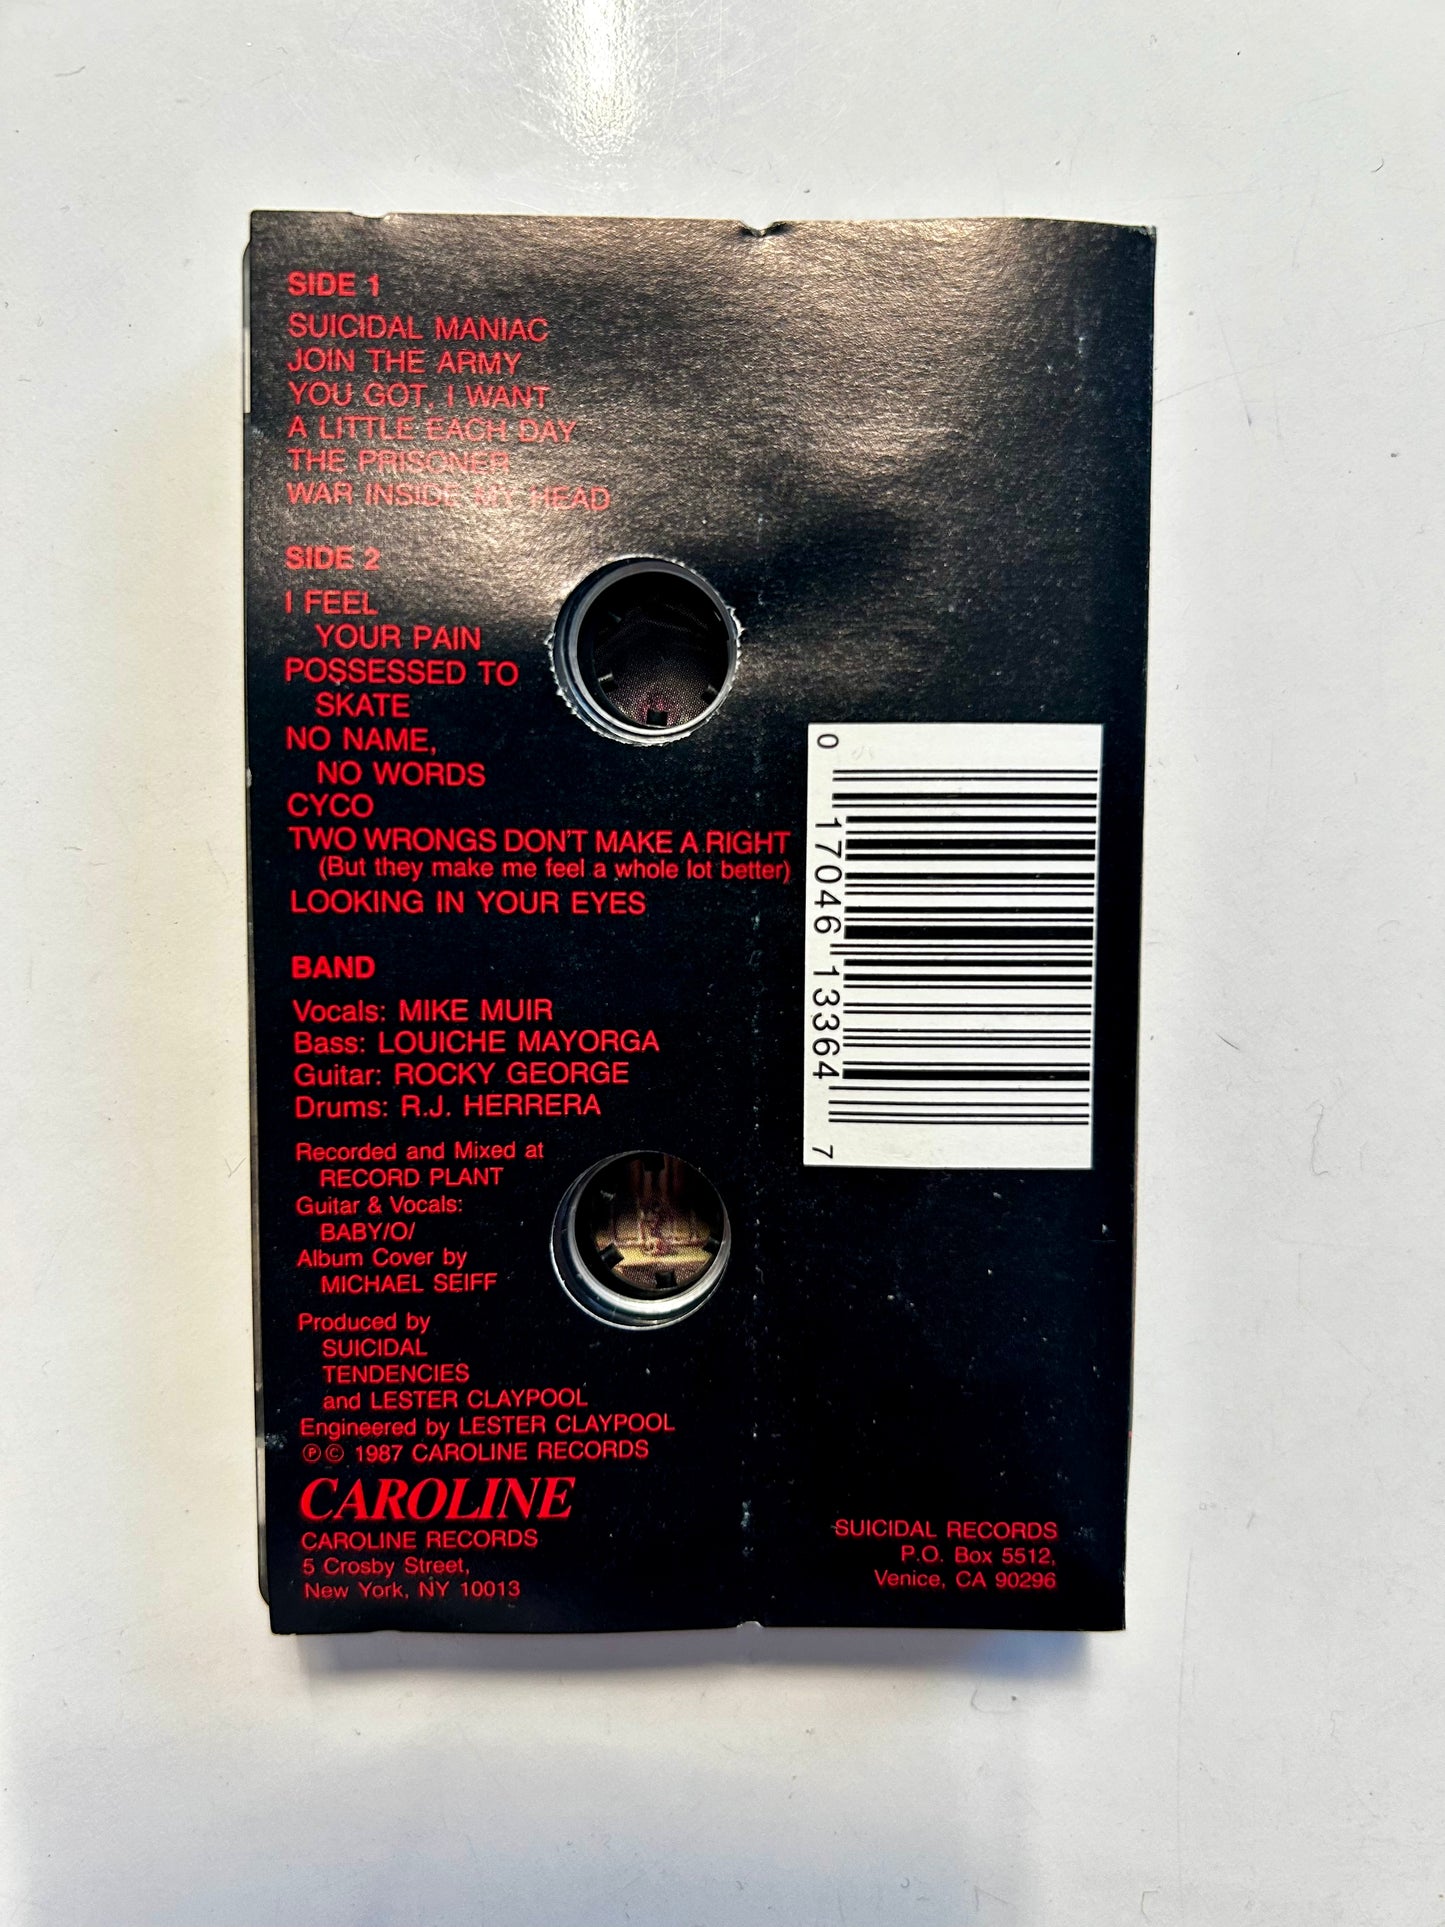 SIDE 1
SUICIDAL MANIAC
JOIN THE ARMY
YOU GOT, I WANT
A LITTLE EACH DAY
THE PRISONER
WAR INSIDE MY HEAD
SIDE 2
I FEEL
YOUR PAIN
POSSESSED TO
SKATE
NO NAME,
NO WORDS
CYCO
TWO WRONGS DON'T MAKE A RIGHT
(But they make me feel a whole lot better)
LOOKING IN YOUR EYES
BAND
Vocals: MIKE MUIR
Bass: LOUICHE MAYORGA
Guitar: ROCKY GEORGE
Drums: R.J. HERRERA
Recorded and Mixed at
RECORD PLANT
Guitar & Vocals:
BABY/O/
Album Cover by
MICHAEL SEIFF
Produced by
SUICIDAL
TENDENCIES
and LESTER CLAYPOOL
Engineered by LESTER CLAYPOOL
℗© 1987 CAROLINE RECORDS
CAROLINE
CAROLINE RECORDS
5 Crosby Street,
New York, NY 10013
0 17046 13364 7
SUICIDAL RECORDS
P.O. Box 5512,
Venice, CA 90296